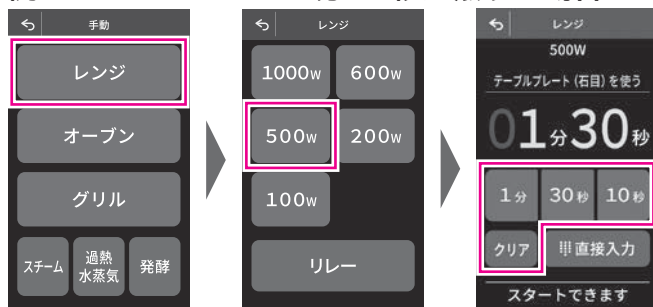 手動
レンジ
オーブン
グリル
スチーム
過熱
水蒸気
発酵
レンジ
1000w
600w
500w
200w
100w
リレー
レンジ
500W
テーブルプレート(石目)を使う
01分30秒
1分
30秒
10秒
クリア
直接入力
スタートできます